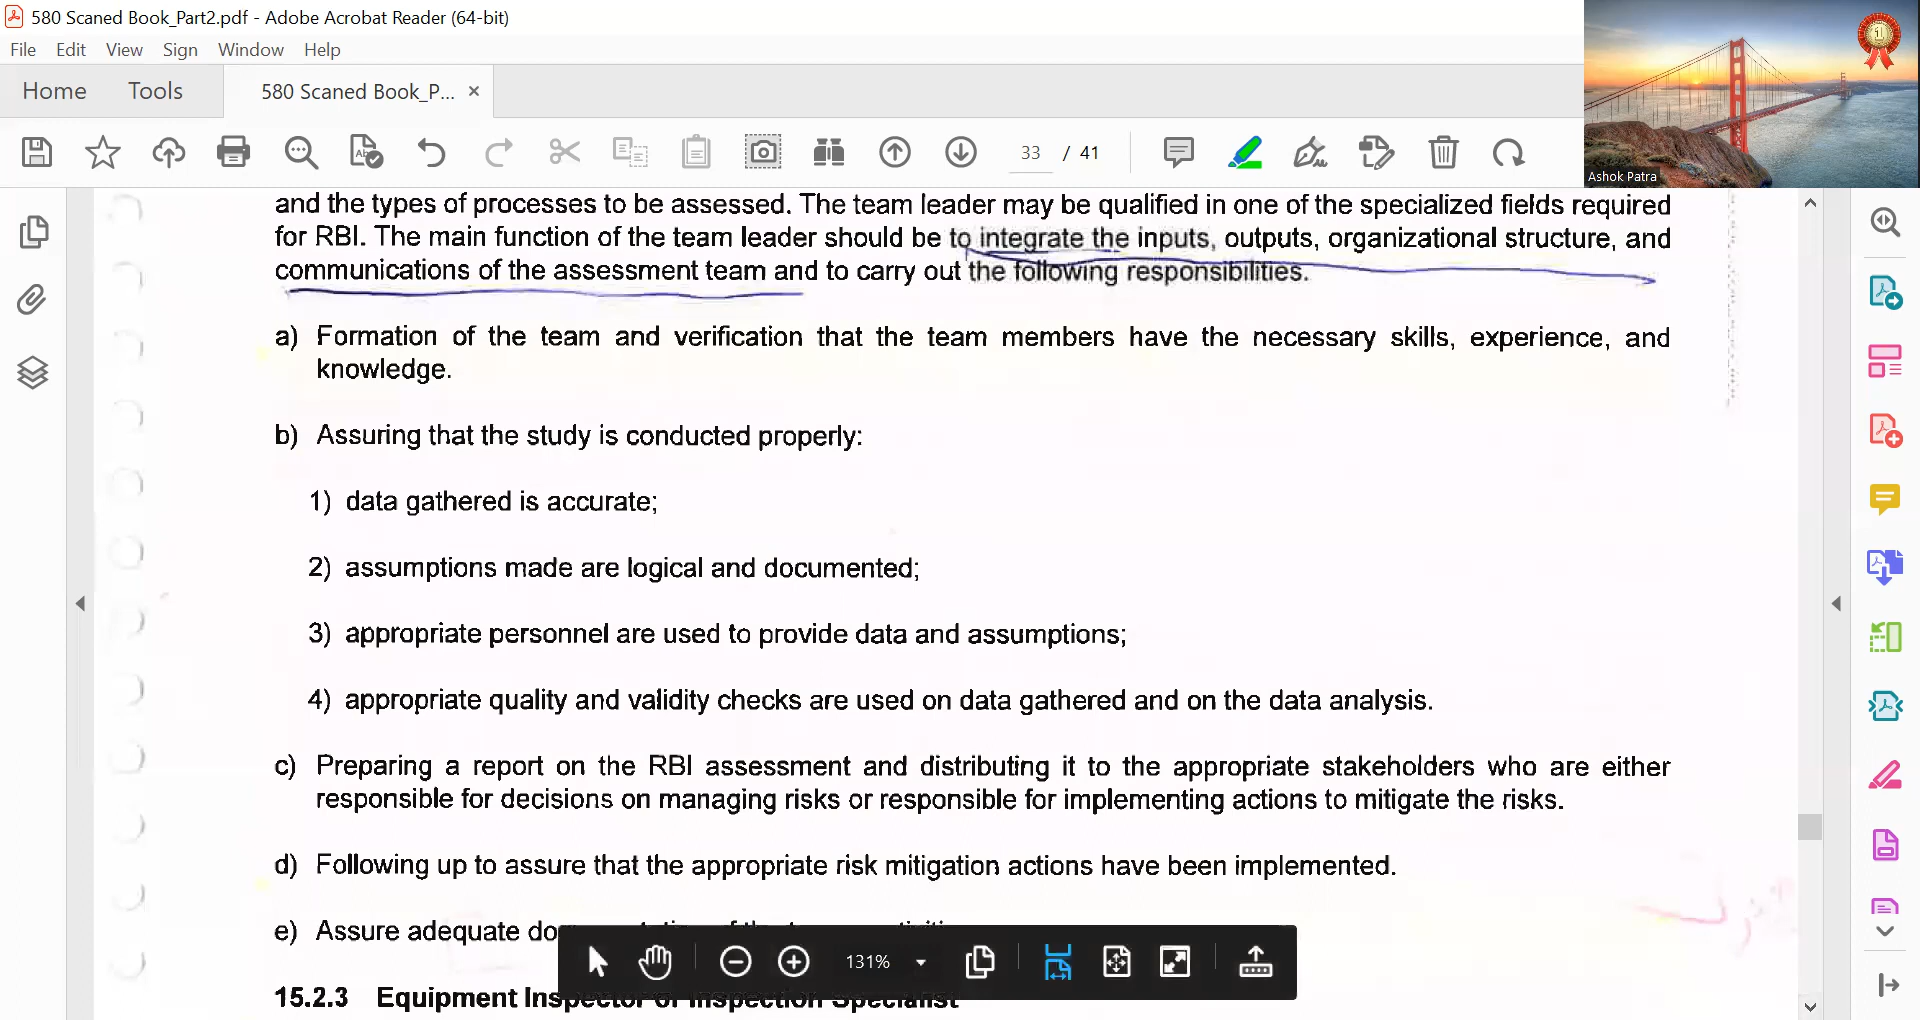 580 Scaned Book_Part2.pdf - Adobe Acrobat Reader (64-bit)
File Edit View Sign Window Help
Home Tools 580 Scaned Book_P... ×
33 / 41
Ashok Patra
and the types of processes to be assessed. The team leader may be qualified in one of the specialized fields required
for RBI. The main function of the team leader should be to integrate the inputs, outputs, organizational structure, and
communications of the assessment team and to carry out the following responsibilities.
a) Formation of the team and verification that the team members have the necessary skills, experience, and
knowledge.
b) Assuring that the study is conducted properly:
1) data gathered is accurate;
2) assumptions made are logical and documented;
3) appropriate personnel are used to provide data and assumptions;
4) appropriate quality and validity checks are used on data gathered and on the data analysis.
c) Preparing a report on the RBI assessment and distributing it to the appropriate stakeholders who are either
responsible for decisions on managing risks or responsible for implementing actions to mitigate the risks.
d) Following up to assure that the appropriate risk mitigation actions have been implemented.
e) Assure adequate
131%
15.2.3 Equipment Inspector or Inspection Specialist